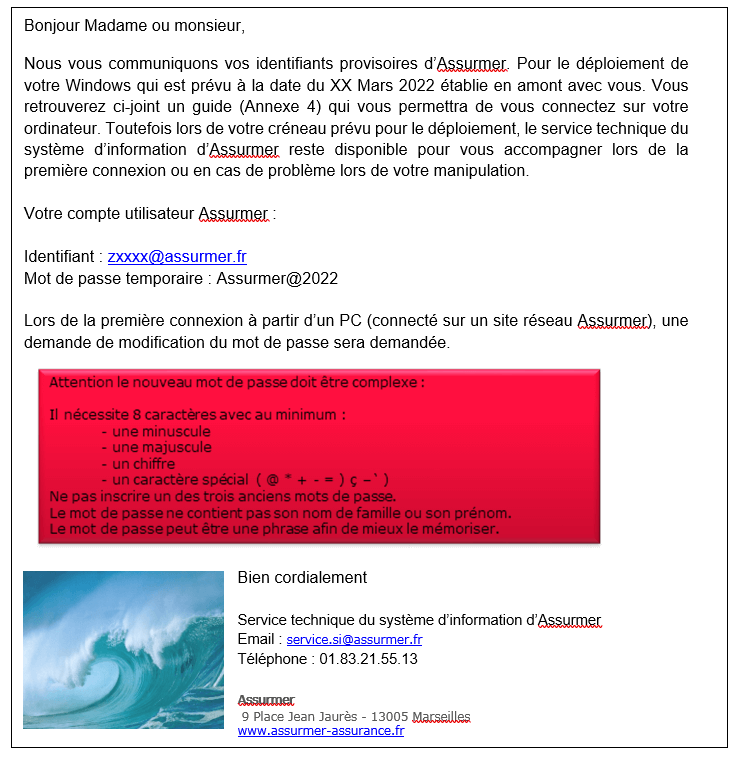 Bonjour Madame ou monsieur,
Nous vous communiquons vos identifiants provisoires d’Assurmer. Pour le déploiement de
votre Windows qui est prévu à la date du XX Mars 2022 établie en amont avec vous. Vous
retrouverez ci-joint un guide (Annexe 4) qui vous permettra de vous connectez sur votre
ordinateur. Toutefois lors de votre créneau prévu pour le déploiement, le service technique du
système d’information d’Assurmer reste disponible pour vous accompagner lors de la
première connexion ou en cas de problème lors de votre manipulation.
Votre compte utilisateur Assurmer :
Identifiant : zxxxx@assurmer.fr
Mot de passe temporaire : Assurmer@2022
Lors de la première connexion à partir d’un PC (connecté sur un site réseau Assurmer), une
demande de modification du mot de passe sera demandée.
Attention le nouveau mot de passe doit être complexe :
Il nécessite 8 caractères avec au minimum :
- une minuscule
- une majuscule
- un chiffre
- un caractère spécial ( @ * + - = ) ç –` )
Ne pas inscrire un des trois anciens mots de passe.
Le mot de passe ne contient pas son nom de famille ou son prénom.
Le mot de passe peut être une phrase afin de mieux le mémoriser.
Bien cordialement
Service technique du système d’information d’Assurmer
Email : service.si@assurmer.fr
Téléphone : 01.83.21.55.13
Assurmer
9 Place Jean Jaurès - 13005 Marseilles
www.assurmer-assurance.fr